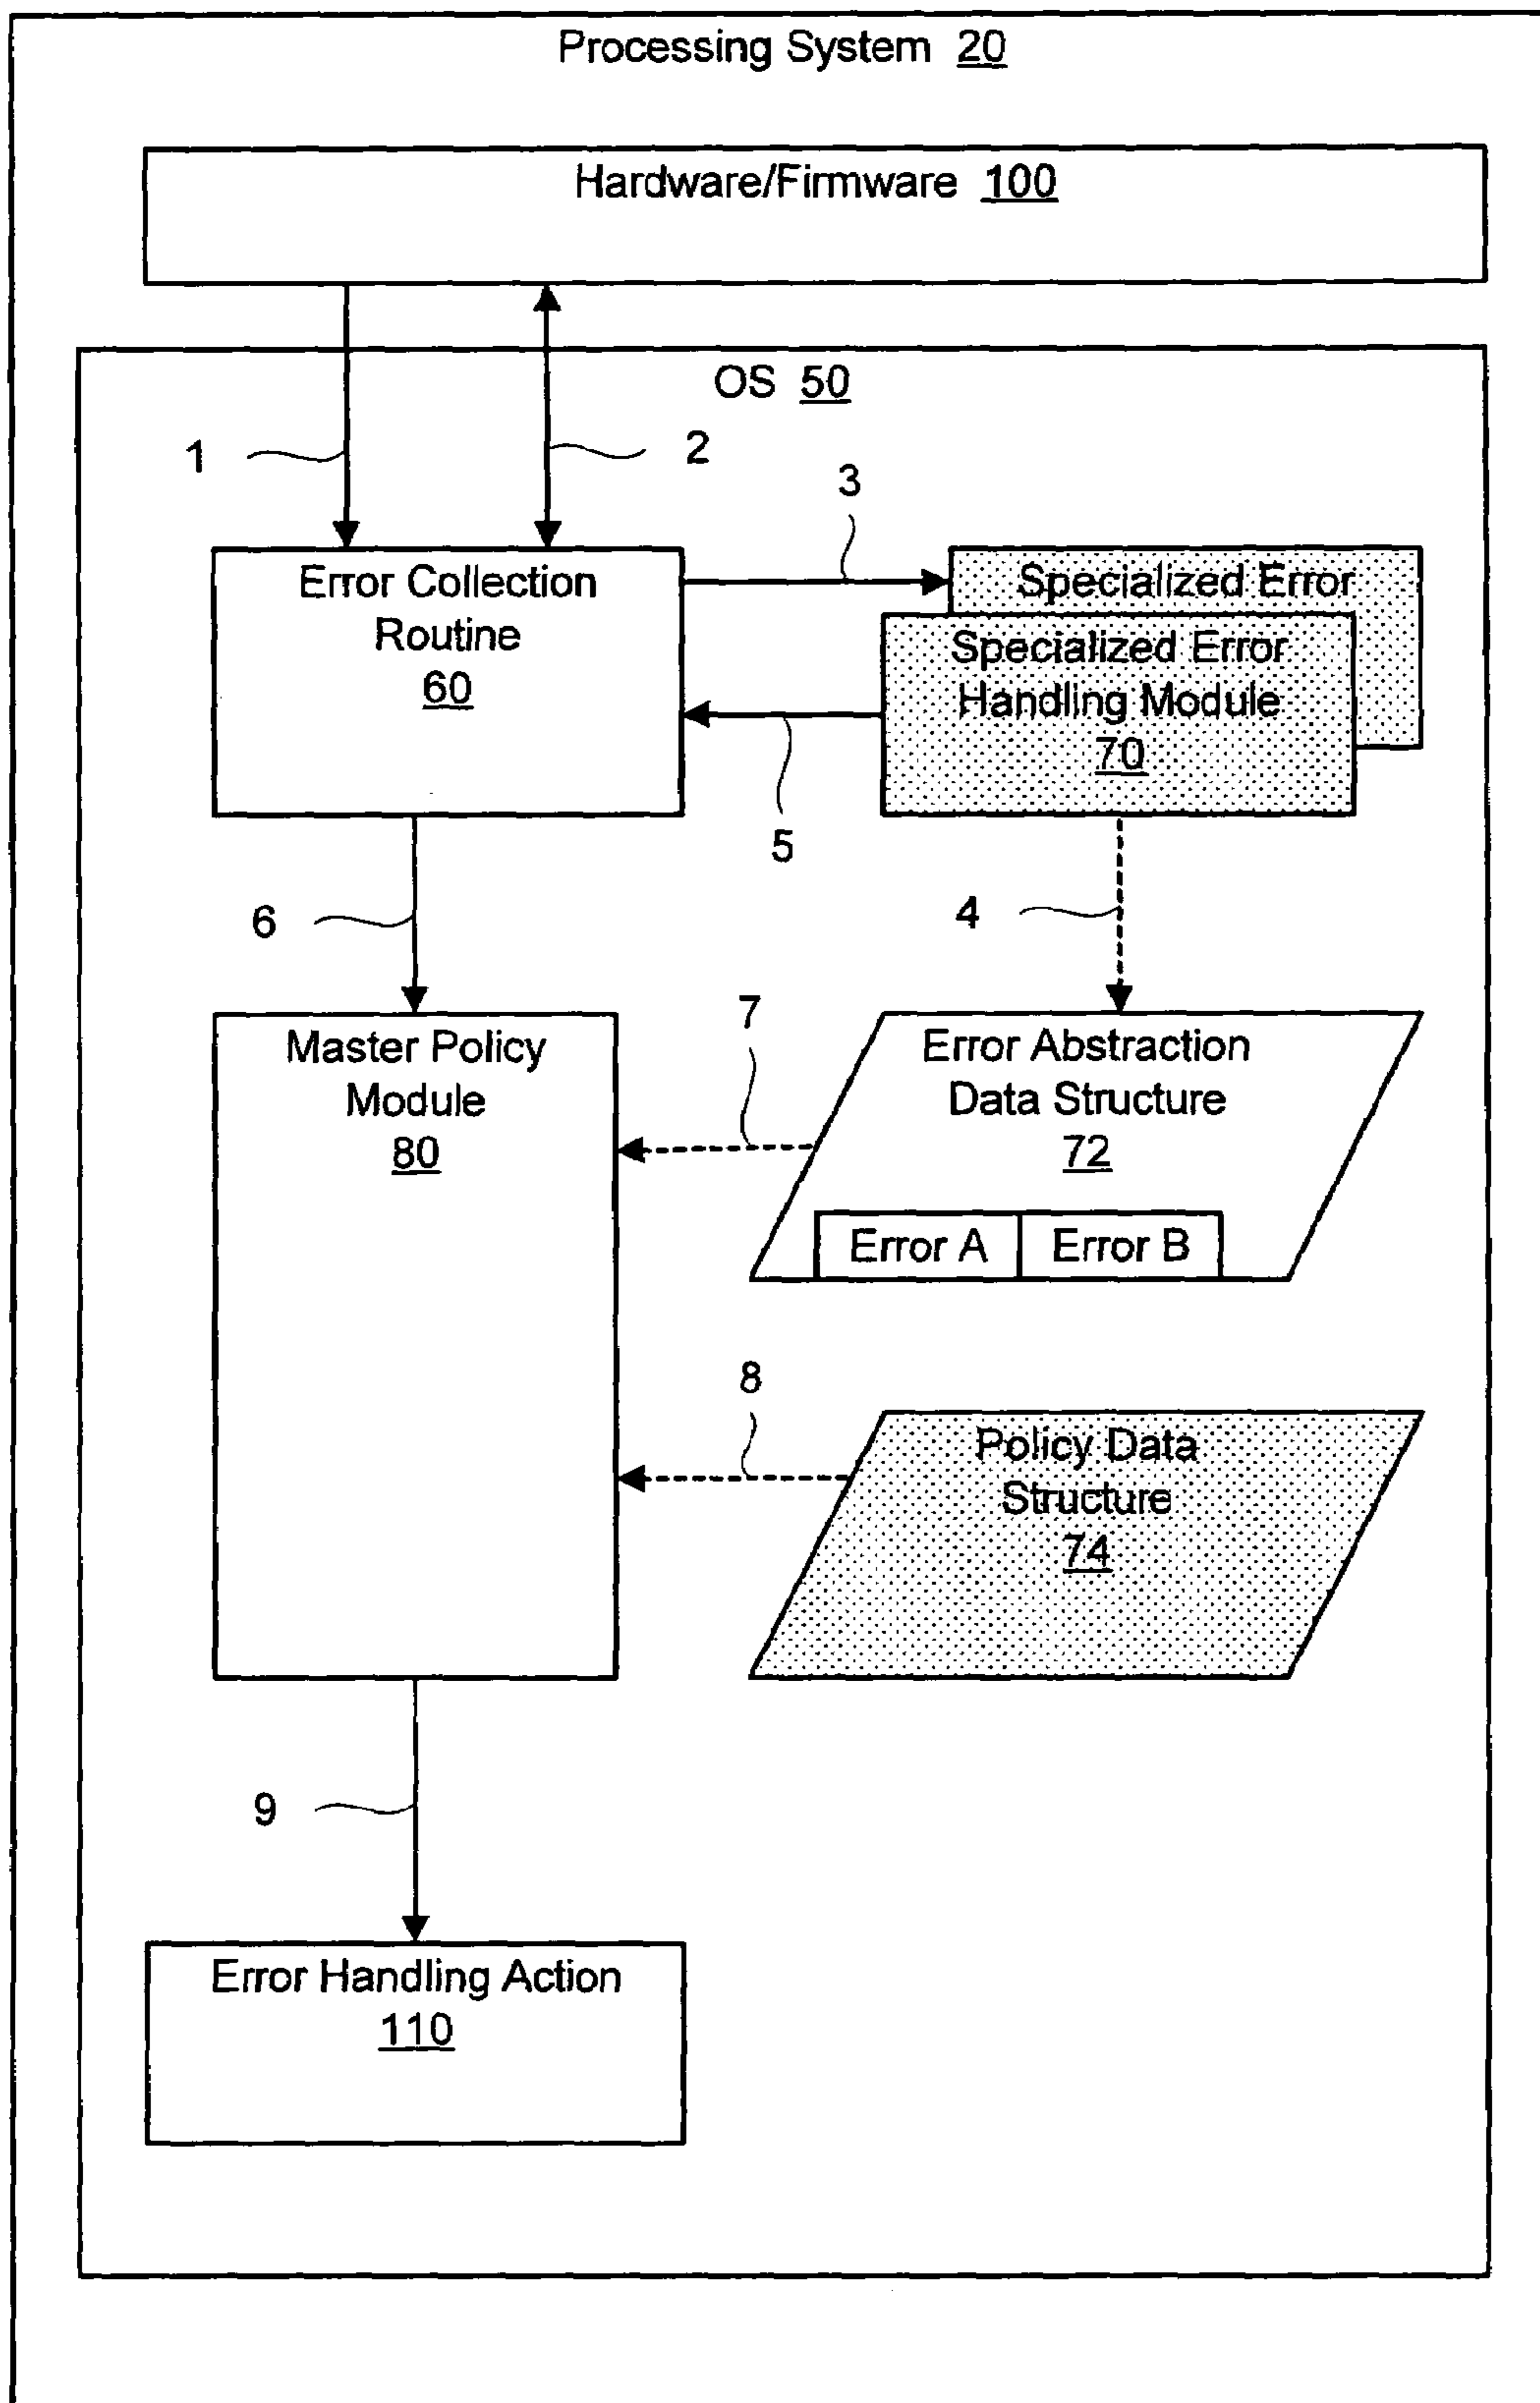 Processing System 20
Hardware/Firmware 100
OS 50
1
2
3
Error Collection
Routine
60
Specialized Error
Specialized Error
Handling Module
70
5
6
4
7
Master Policy
Module
80
Error Abstraction
Data Structure
72
Error A
Error B
8
Policy Data
Structure
74
9
Error Handling Action
110